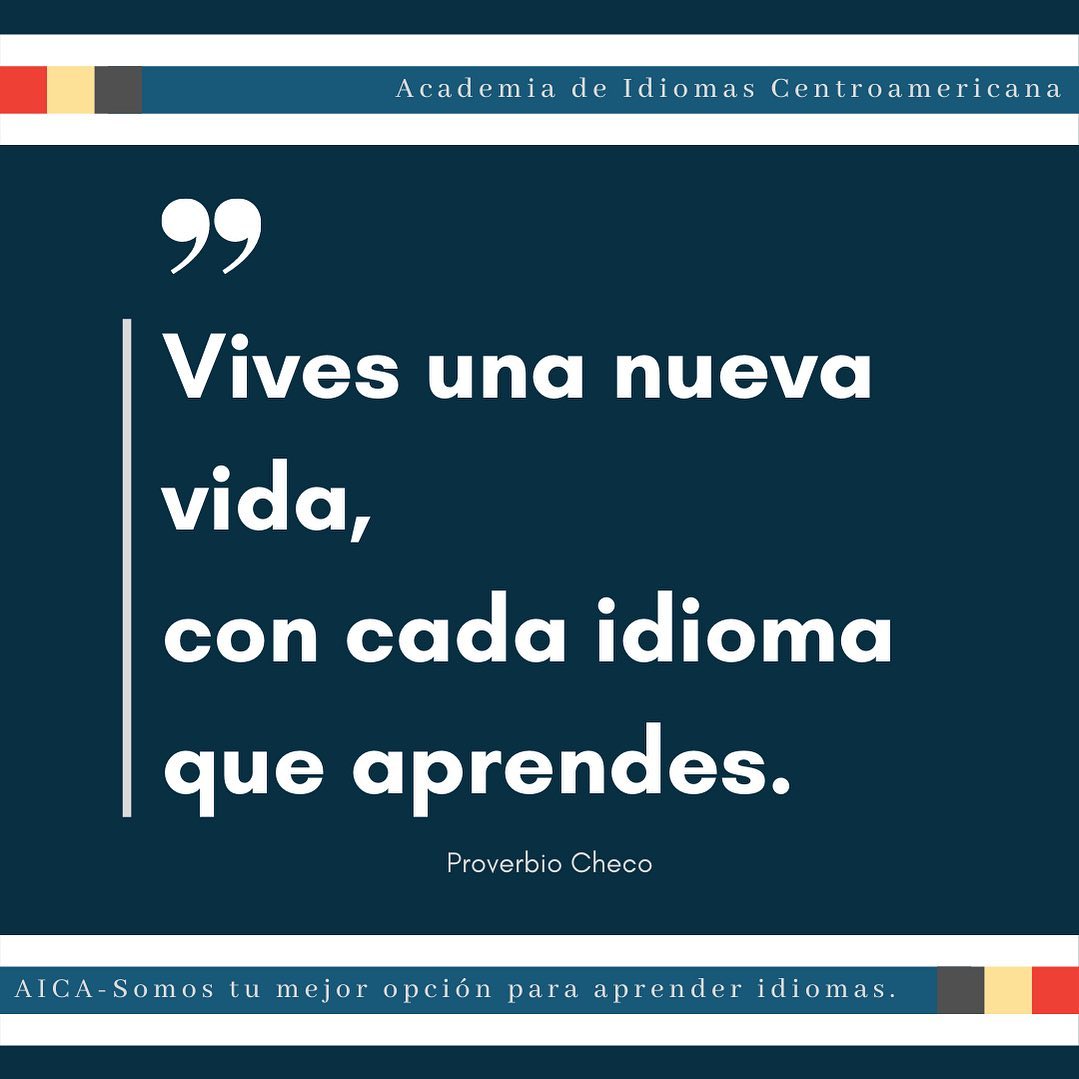 Academia de Idiomas Centroamericana
”
Vives una nueva
vida,
con cada idioma
que aprendes.
Proverbio Checo
AICA-Somos tu mejor opción para aprender idiomas.